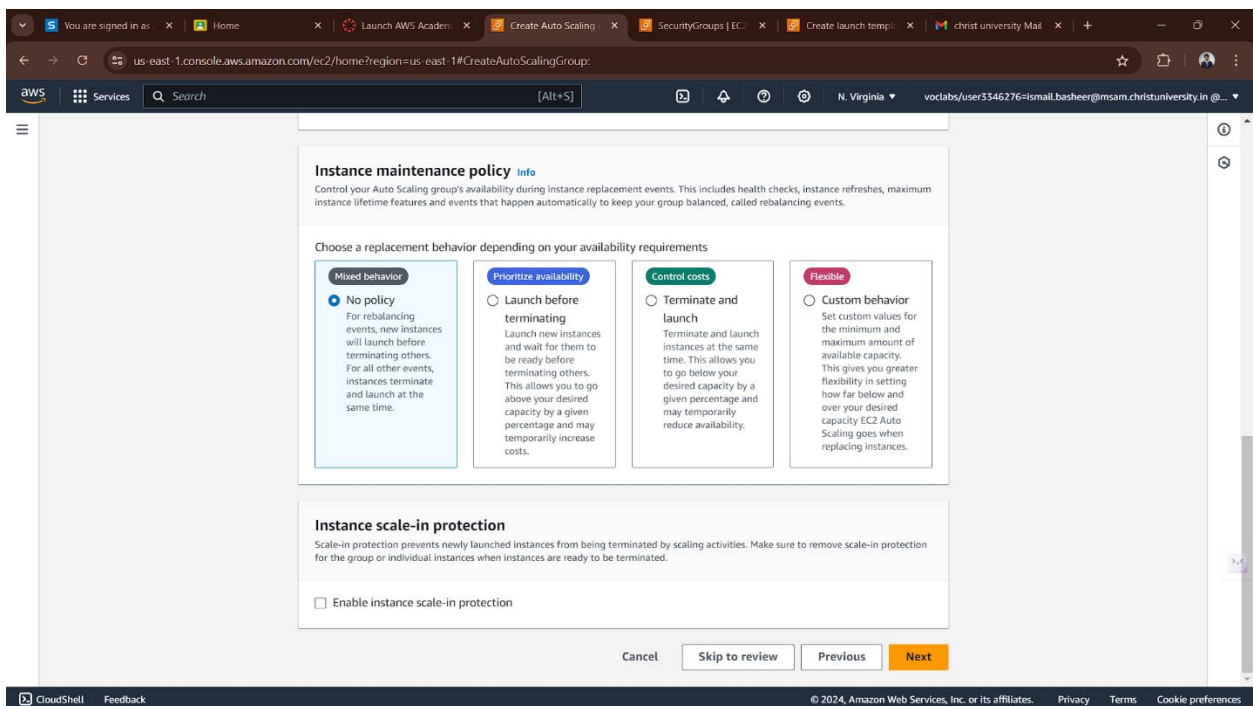 You are signed in as
Home
Launch AWS Academ
Create Auto Scaling
SecurityGroups | EC2
Create launch templa
christ university Mail
us-east-1.console.aws.amazon.com/ec2/home?region=us-east-1#CreateAutoScalingGroup:
aws
Services
Search
[Alt+S]
N. Virginia
voclabs/user3346276=ismail.basheer@msam.christuniversity.in @...
Instance maintenance policy Info
Control your Auto Scaling group's availability during instance replacement events. This includes health checks, instance refreshes, maximum
instance lifetime features and events that happen automatically to keep your group balanced, called rebalancing events.
Choose a replacement behavior depending on your availability requirements
Mixed behavior
No policy
For rebalancing
events, new instances
will launch before
terminating others.
For all other events,
instances terminate
and launch at the
same time.
Prioritize availability
Launch before
terminating
Launch new instances
and wait for them to
be ready before
terminating others.
This allows you to go
above your desired
capacity by a given
percentage and may
temporarily increase
costs.
Control costs
Terminate and
launch
Terminate and launch
instances at the same
time. This allows you
to go below your
desired capacity by a
given percentage and
may temporarily
reduce availability.
Flexible
Custom behavior
Set custom values for
the minimum and
maximum amount of
available capacity.
This gives you greater
flexibility in setting
how far below and
over your desired
capacity EC2 Auto
Scaling goes when
replacing instances.
Instance scale-in protection
Scale-in protection prevents newly launched instances from being terminated by scaling activities. Make sure to remove scale-in protection
for the group or individual instances when instances are ready to be terminated.
Enable instance scale-in protection
Cancel
Skip to review
Previous
Next
CloudShell
Feedback
© 2024, Amazon Web Services, Inc. or its affiliates.
Privacy
Terms
Cookie preferences